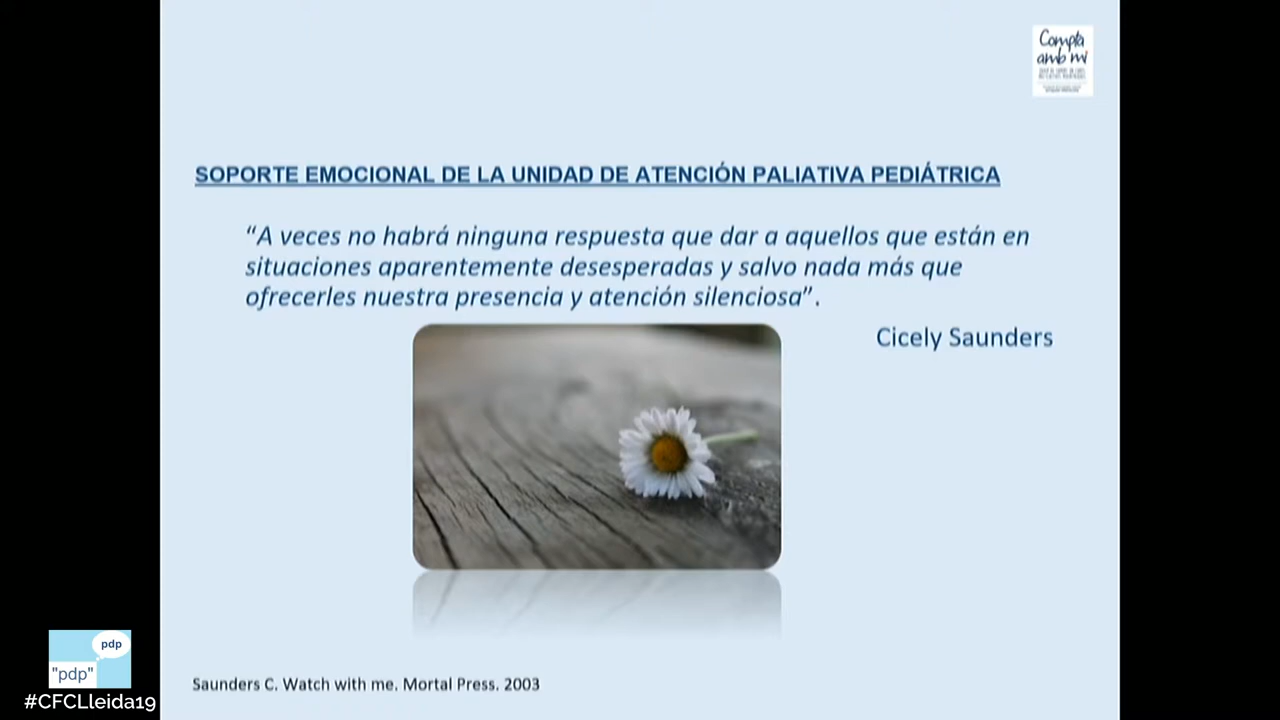 Compta
amb mi
SOPORTE EMOCIONAL DE LA UNIDAD DE ATENCIÓN PALIATIVA PEDIÁTRICA
“A veces no habrá ninguna respuesta que dar a aquellos que están en
situaciones aparentemente desesperadas y salvo nada más que
ofrecerles nuestra presencia y atención silenciosa”.
Cicely Saunders
Saunders C. Watch with me. Mortal Press. 2003
pdp
"pdp"
#CFCLleida19